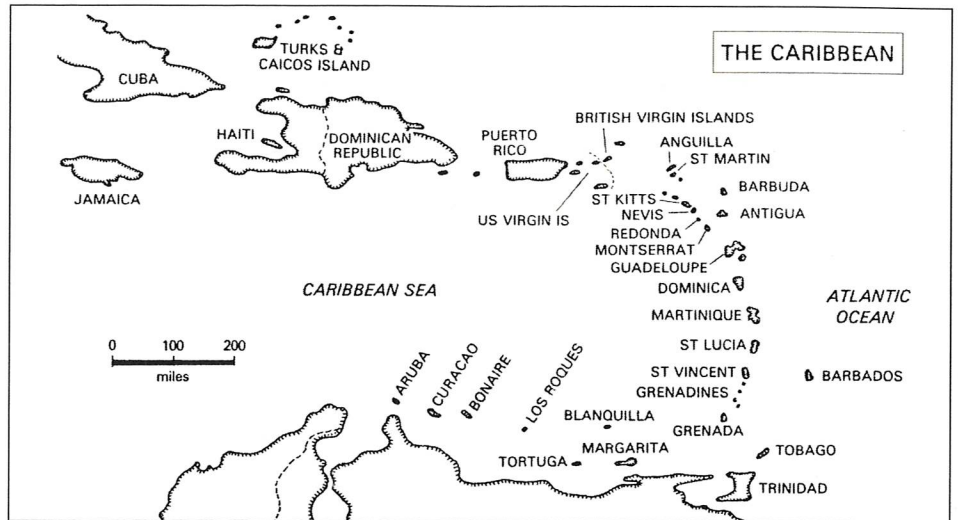 THE CARIBBEAN
TURKS &
CAICOS ISLAND
CUBA
HAITI
DOMINICAN
REPUBLIC
PUERTO
RICO
BRITISH VIRGIN ISLANDS
ANGUILLA
ST MARTIN
JAMAICA
BARBUDA
ST KITTS
NEVIS
ANTIGUA
US VIRGIN IS
REDONDA
MONTSERRAT
GUADELOUPE
DOMINICA
CARIBBEAN SEA
ATLANTIC
OCEAN
MARTINIQUE
0 100 200
miles
ST LUCIA
ST VINCENT
BARBADOS
GRENADINES
ARUBA
CURACAO
BONAIRE
LOS ROQUES
BLANQUILLA
GRENADA
MARGARITA
TORTUGA
TOBAGO
TRINIDAD